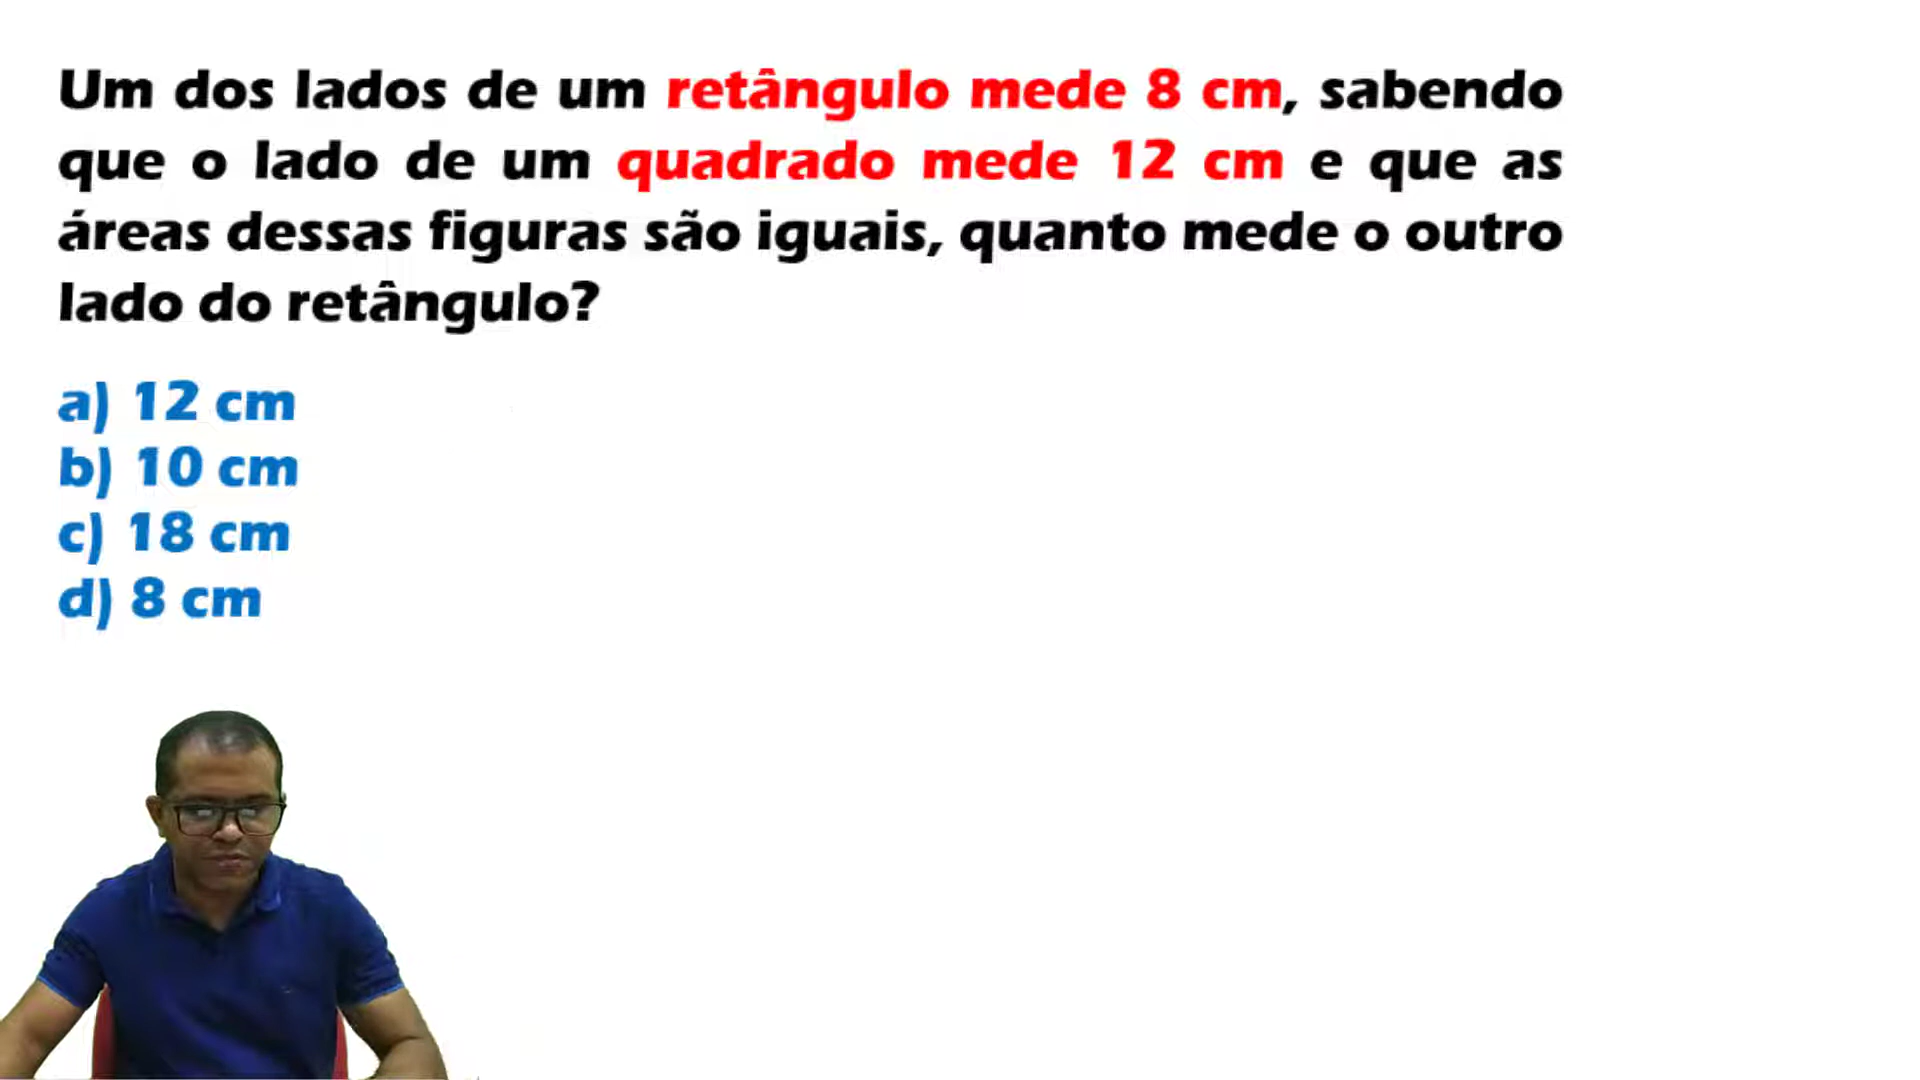 Um dos lados de um retângulo mede 8 cm, sabendo
que o lado de um quadrado mede 12 cm e que as
áreas dessas figuras são iguais, quanto mede o outro
lado do retângulo?
a) 12 cm
b) 10 cm
c) 18 cm
d) 8 cm